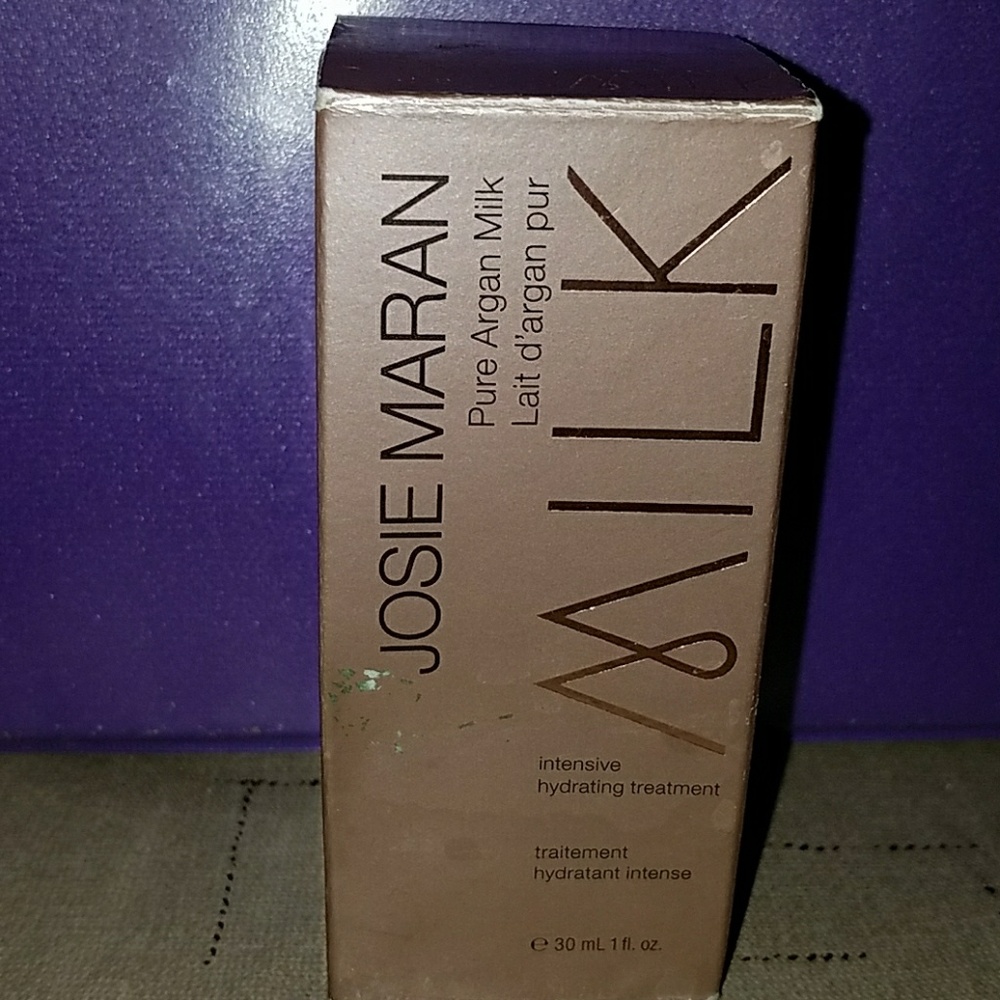 JOSIE MARAN
Pure Argan Milk
Lait d'argan pur
MILK
intensive
hydrating treatment
traitement
hydratant intense
℮ 30 mL 1 fl. oz.